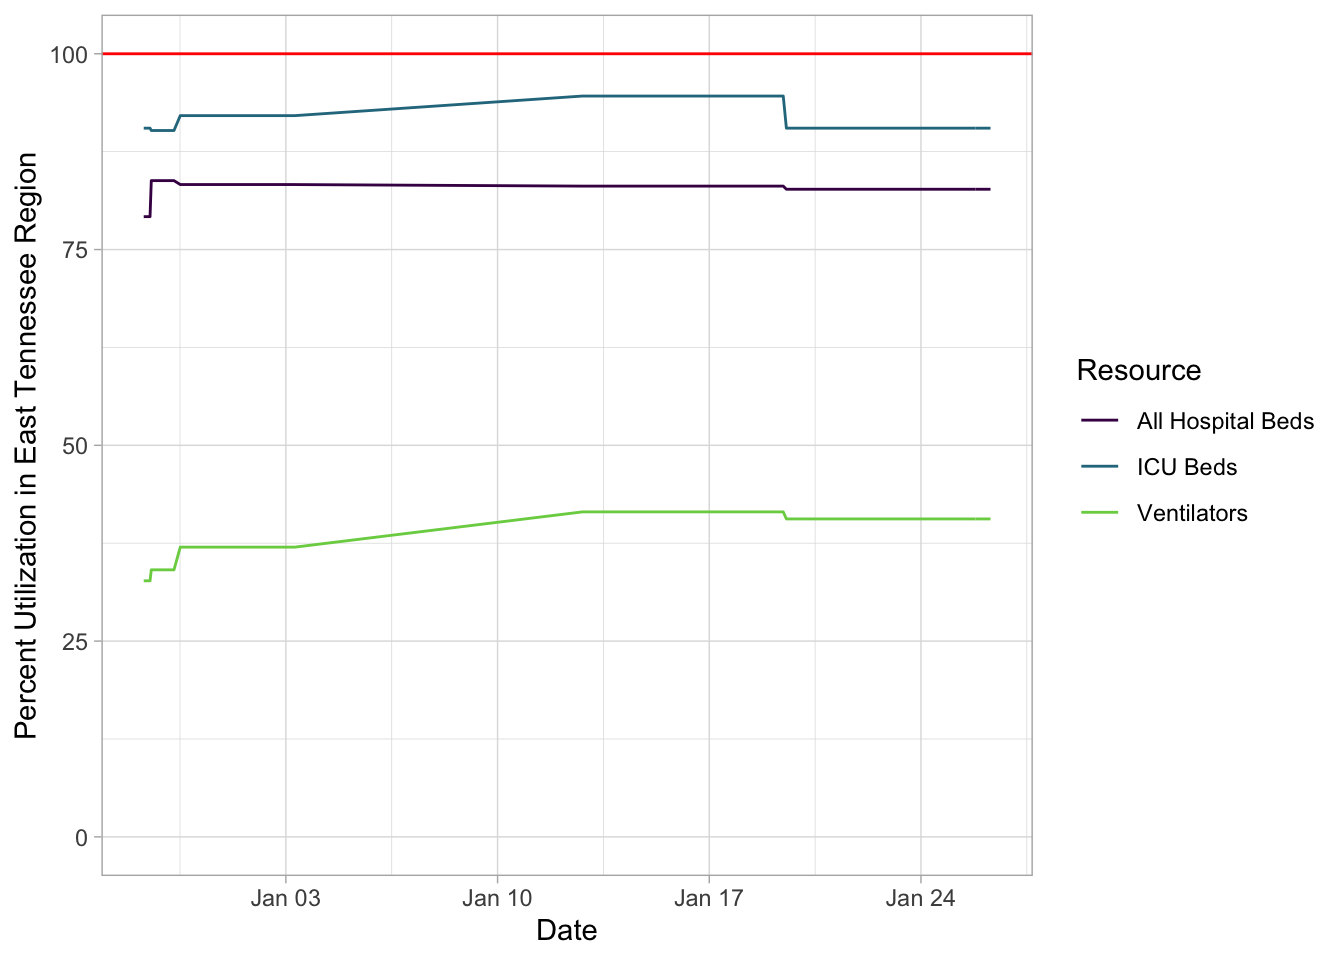 Percent Utilization in East Tennessee Region
100
75
50
25
0
Jan 03 Jan 10 Jan 17 Jan 24
Date
Resource
All Hospital Beds
ICU Beds
Ventilators